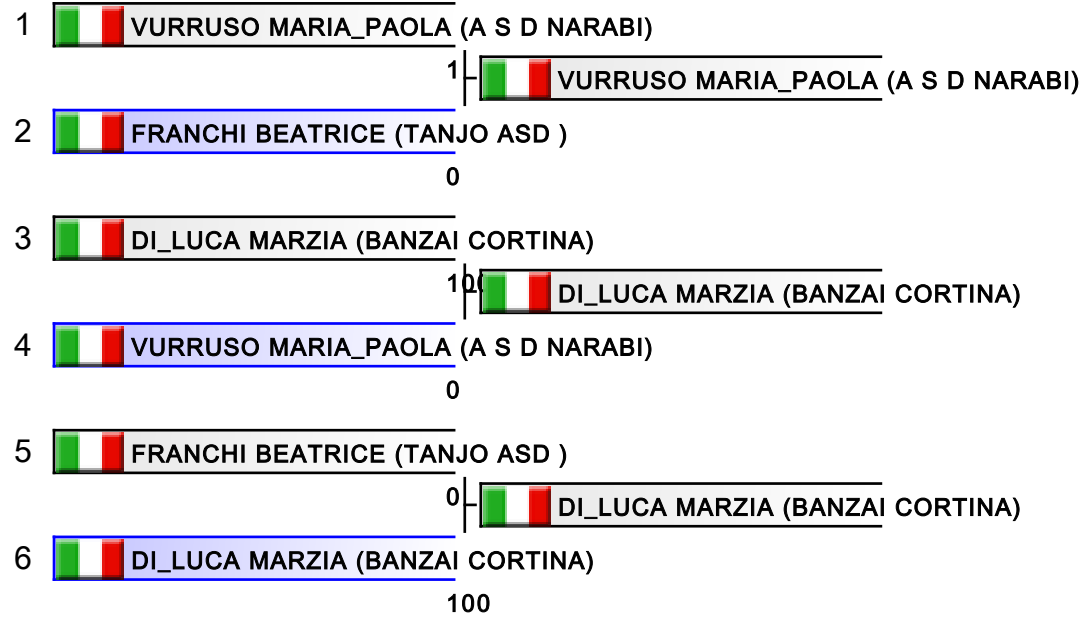 1 VURRUSO MARIA_PAOLA (A S D NARABI)
1 VURRUSO MARIA_PAOLA (A S D NARABI)
2 FRANCHI BEATRICE (TANJO ASD )
0
3 DI_LUCA MARZIA (BANZAI CORTINA)
100 DI_LUCA MARZIA (BANZAI CORTINA)
4 VURRUSO MARIA_PAOLA (A S D NARABI)
0
5 FRANCHI BEATRICE (TANJO ASD )
0 DI_LUCA MARZIA (BANZAI CORTINA)
6 DI_LUCA MARZIA (BANZAI CORTINA)
100